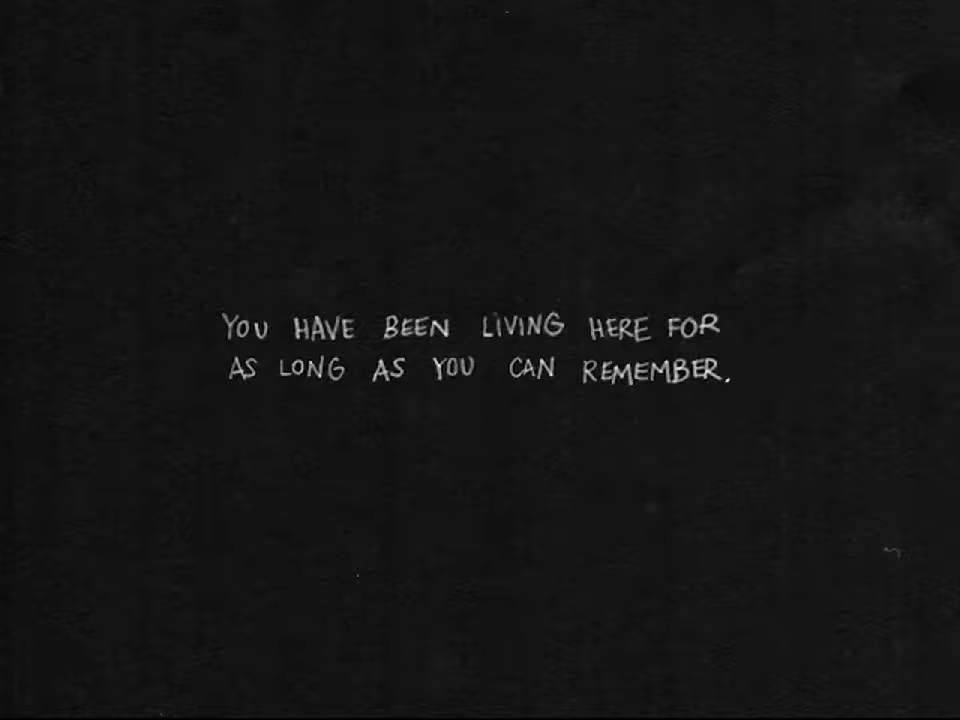 YOU HAVE BEEN LIVING HERE FOR
AS LONG AS YOU CAN REMEMBER.